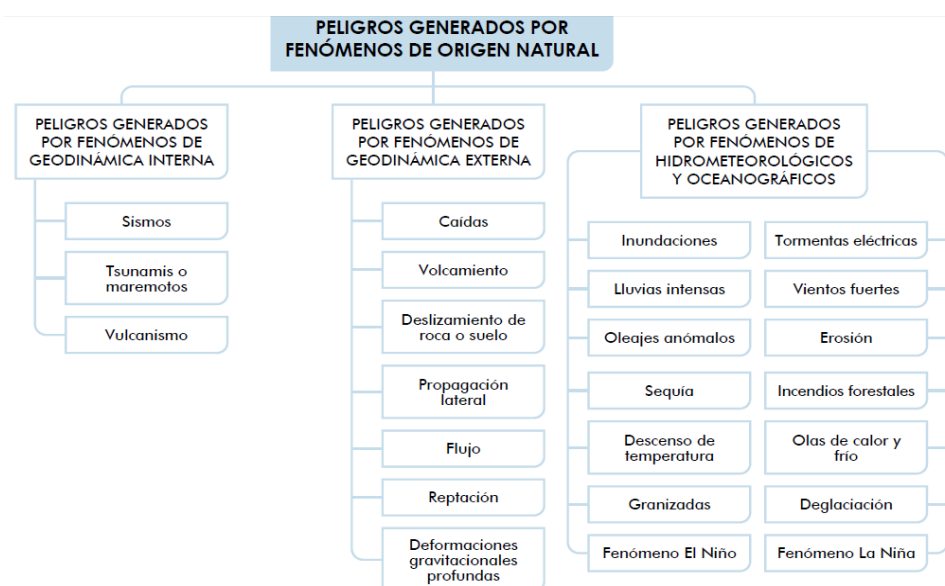 PELIGROS GENERADOS POR
FENÓMENOS DE ORIGEN NATURAL
PELIGROS GENERADOS
POR FENÓMENOS DE
GEODINÁMICA INTERNA
Sismos
Tsunamis o
maremotos
Vulcanismo
PELIGROS GENERADOS
POR FENÓMENOS DE
GEODINÁMICA EXTERNA
Caídas
Volcamiento
Deslizamiento de
roca o suelo
Propagación
lateral
Flujo
Reptación
Deformaciones
gravitacionales
profundas
PELIGROS GENERADOS
POR FENÓMENOS DE
HIDROMETEOROLÓGICOS
Y OCEANOGRÁFICOS
Inundaciones
Lluvias intensas
Oleajes anómalos
Sequía
Descenso de
temperatura
Granizadas
Fenómeno El Niño
Tormentas eléctricas
Vientos fuertes
Erosión
Incendios forestales
Olas de calor y
frío
Deglaciación
Fenómeno La Niña